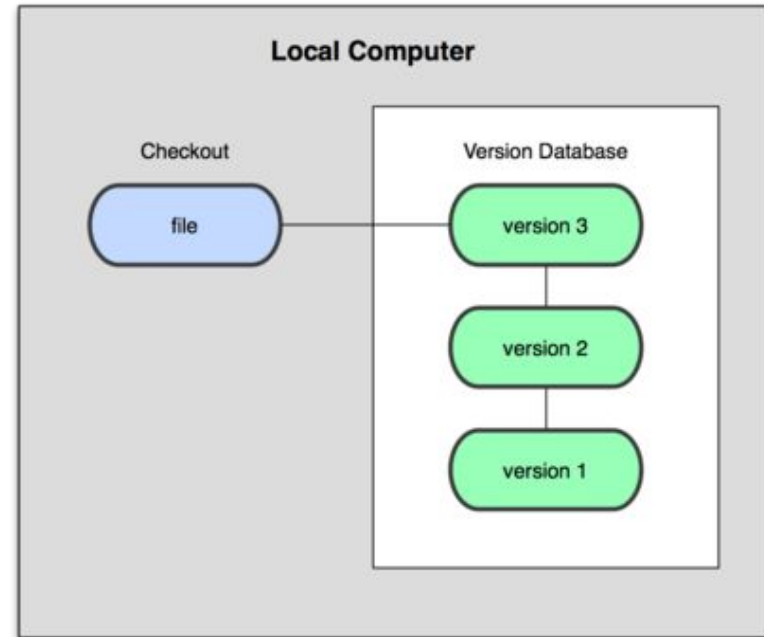 Local Computer
Checkout
Version Database
file
version 3
version 2
version 1